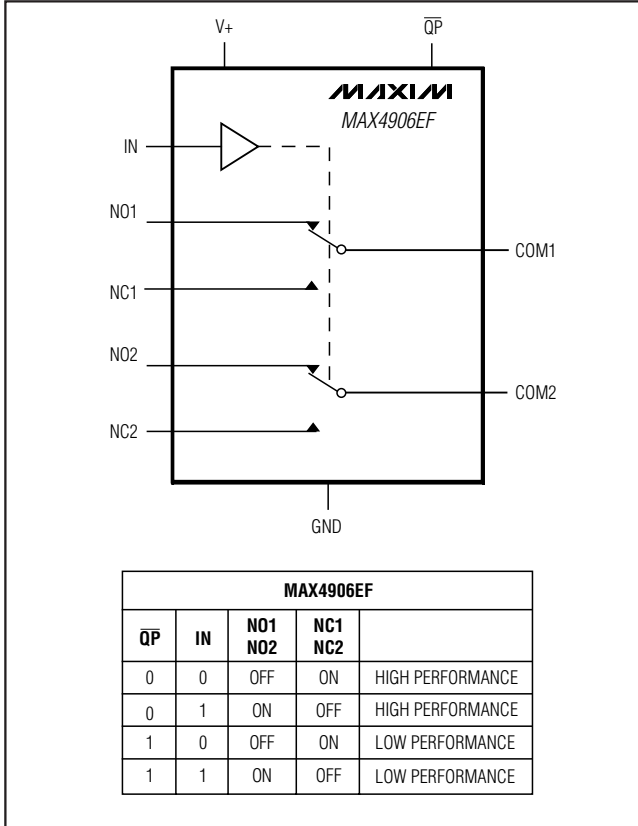 V+ Q̅P̅
MAXIM
MAX4906EF
IN
NO1
COM1
NC1
NO2
COM2
NC2
GND
MAX4906EF
Q̅P̅ IN NO1 NO2 NC1 NC2
0 0 OFF ON HIGH PERFORMANCE
0 1 ON OFF HIGH PERFORMANCE
1 0 OFF ON LOW PERFORMANCE
1 1 ON OFF LOW PERFORMANCE